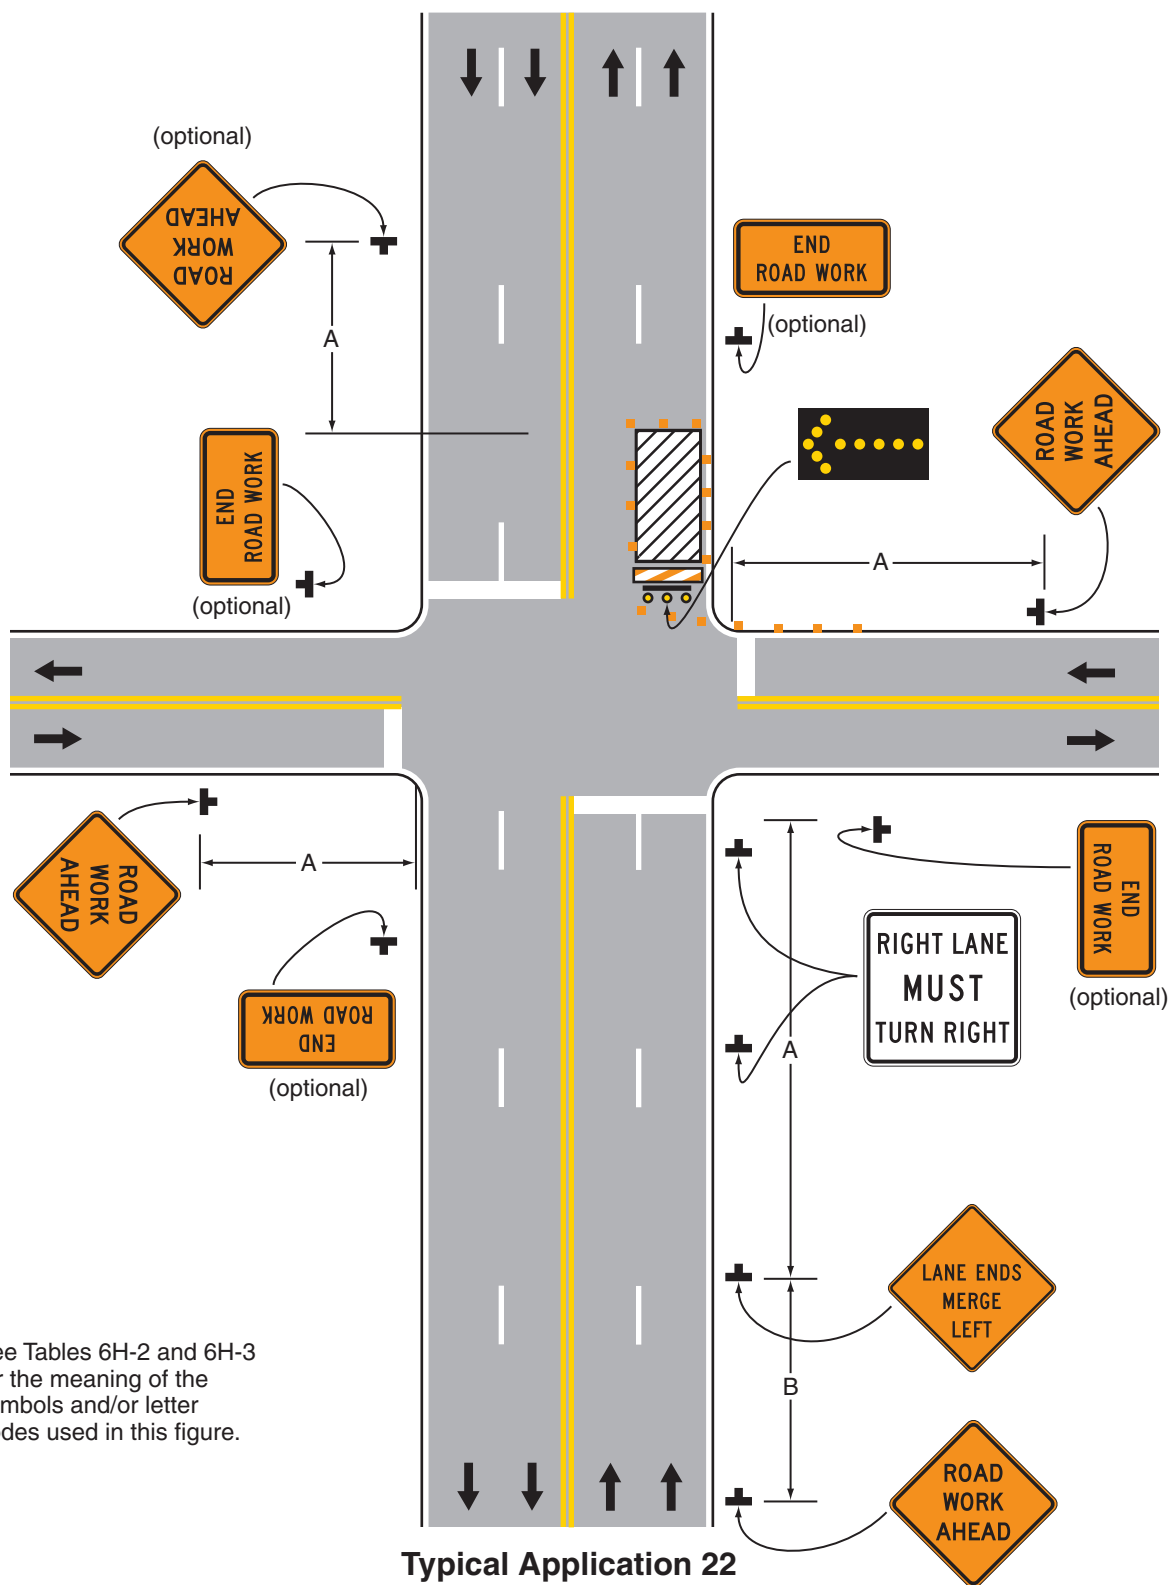 (optional)
ROAD
WORK
AHEAD
A
END
ROAD WORK
(optional)
END
ROAD WORK
(optional)
ROAD
WORK
AHEAD
A
ROAD
WORK
AHEAD
A
END
ROAD WORK
(optional)
RIGHT LANE
MUST
TURN RIGHT
A
END
ROAD WORK
(optional)
LANE ENDS
MERGE
LEFT
B
ROAD
WORK
AHEAD
ee Tables 6H-2 and 6H-3
r the meaning of the
mbols and/or letter
des used in this figure.
Typical Application 22